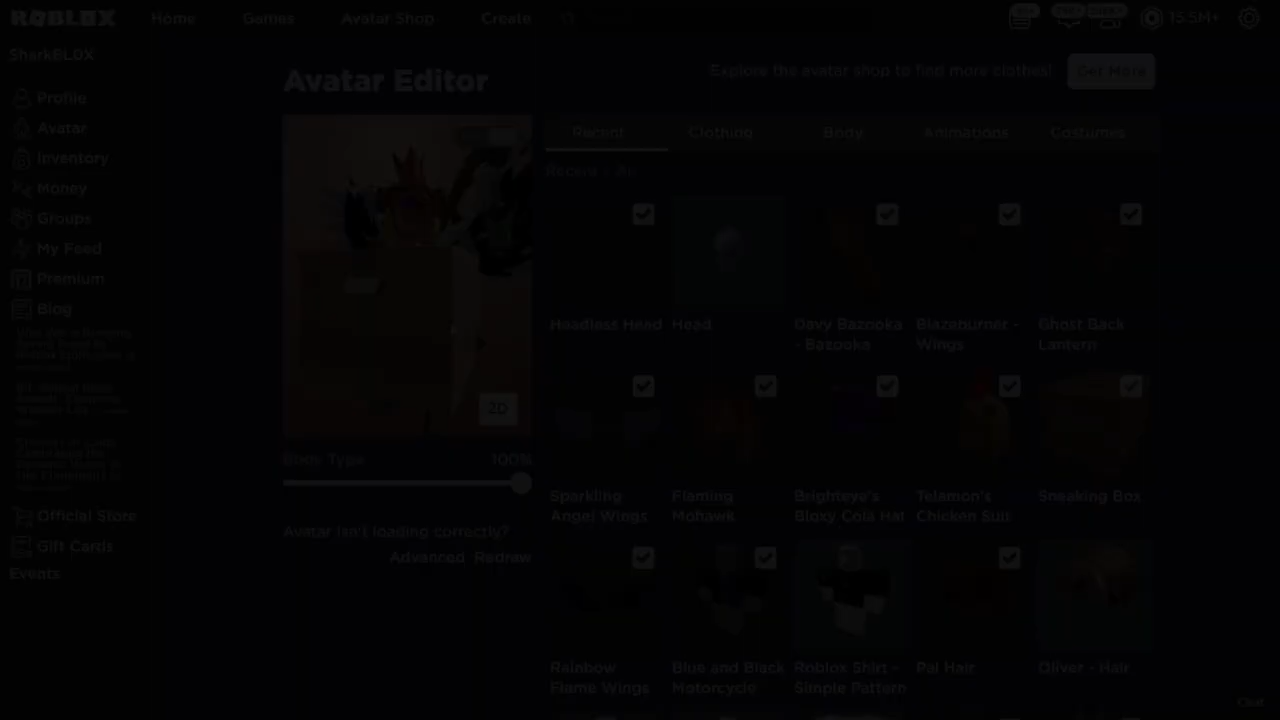 ROBLOX
Home
Games
Avatar Shop
Create
15.5M+
SharkBLOX
Profile
Avatar
Inventory
Money
Groups
My Feed
Premium
Blog
Official Store
Gift Cards
Events
Avatar Editor
Explore the avatar shop to find more clothes!
Get More
2D
Body Type
100%
Avatar isn't loading correctly?
Advanced
Redraw
Recent
Clothing
Body
Animations
Costumes
Recent
Headless Head
Head
Davy Bazooka
- Bazooka
Blazeburner -
Wings
Ghost Back
Lantern
Sparkling
Angel Wings
Flaming
Mohawk
Brighteye's
Bloxy Cola Hat
Telamon's
Chicken Suit
Sneaking Box
Rainbow
Flame Wings
Blue and Black
Motorcycle
Roblox Shirt -
Simple Pattern
Pal Hair
Oliver - Hair
Chat